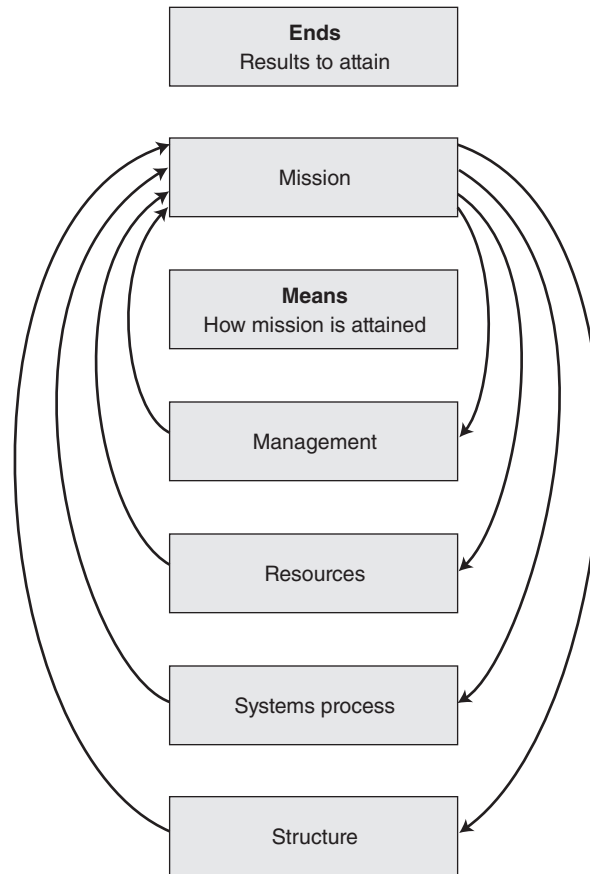 Ends
Results to attain
Mission
Means
How mission is attained
Management
Resources
Systems process
Structure